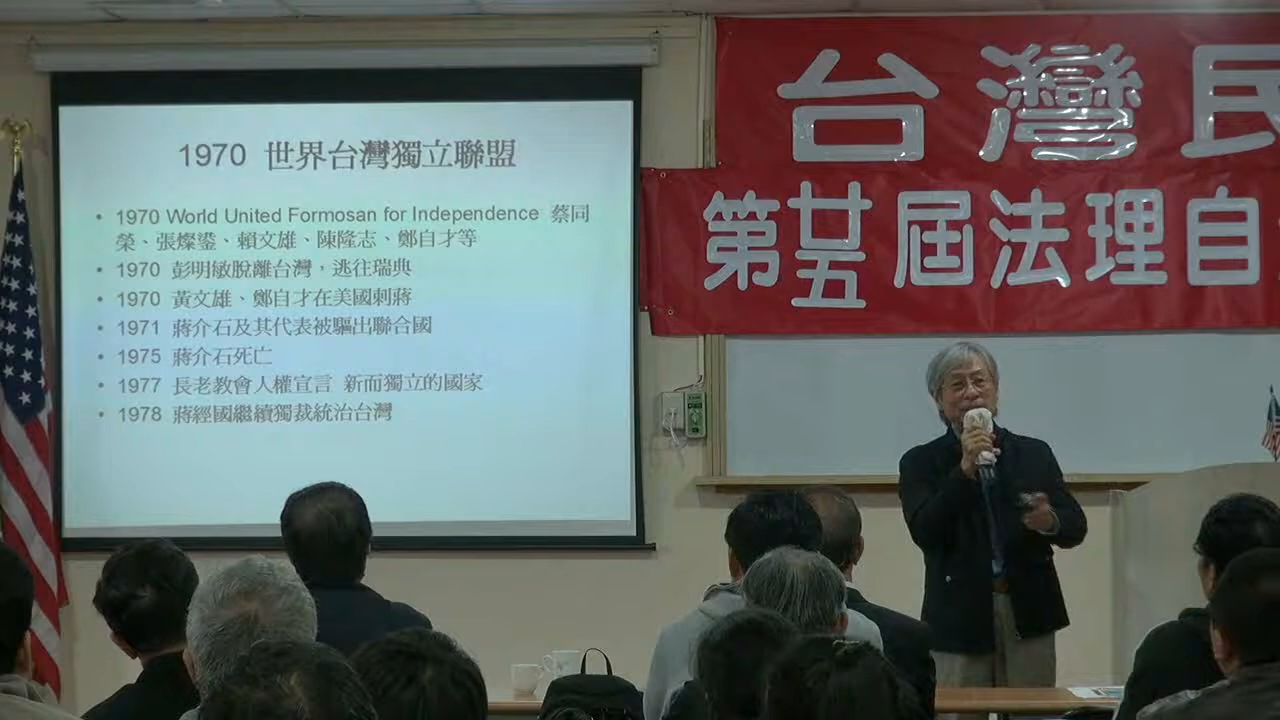 1970 世界台灣獨立聯盟
• 1970 World United Formosan for Independence 蔡同
榮、張燦鍙、賴文雄、陳隆志、鄭自才等
• 1970 彭明敏脫離台灣，逃往瑞典
• 1970 黃文雄、鄭自才在美國刺蔣
• 1971 蔣介石及其代表被驅出聯合國
• 1975 蔣介石死亡
• 1977 長老教會人權宣言 新而獨立的國家
• 1978 蔣經國繼續獨裁統治台灣
台灣民
第廿五屆法理自